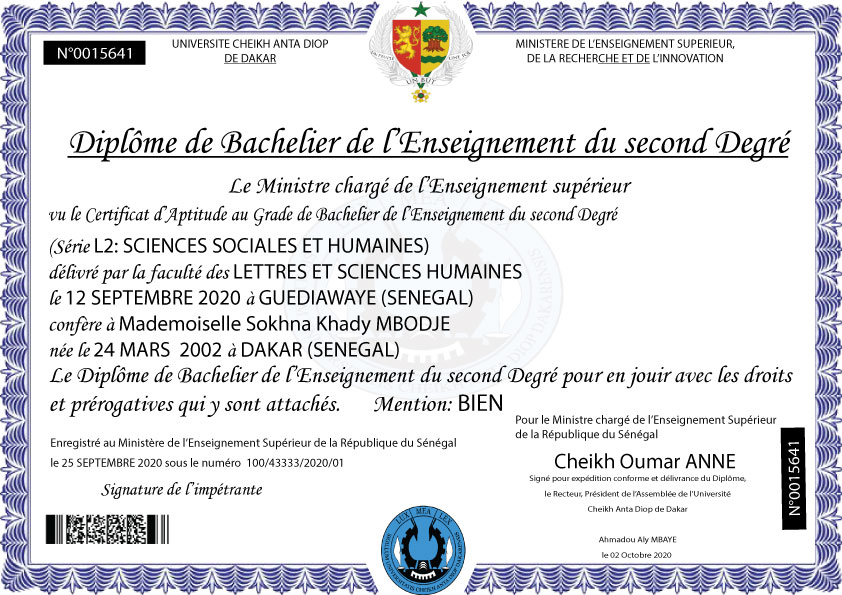 N°0015641
UNIVERSITE CHEIKH ANTA DIOP
DE DAKAR
UN BUT
MINISTERE DE L'ENSEIGNEMENT SUPERIEUR,
DE LA RECHERCHE ET DE L'INNOVATION
Diplôme de Bachelier de l'Enseignement du second Degré
Le Ministre chargé de l'Enseignement supérieur
vu le Certificat d'Aptitude au Grade de Bachelier de l'Enseignement du second Degré
(Série L2: SCIENCES SOCIALES ET HUMAINES)
délivré par la faculté des LETTRES ET SCIENCES HUMAINES
le 12 SEPTEMBRE 2020 à GUEDIAWAYE (SENEGAL)
confère à Mademoiselle Sokhna Khady MBODJE
née le 24 MARS 2002 à DAKAR (SENEGAL)
Le Diplôme de Bachelier de l'Enseignement du second Degré pour en jouir avec les droits
et prérogatives qui y sont attachés. Mention: BIEN
Enregistré au Ministère de l'Enseignement Supérieur de la République du Sénégal
le 25 SEPTEMBRE 2020 sous le numéro 100/43333/2020/01
Signature de l'impétrante
Pour le Ministre chargé de l'Enseignement Supérieur
de la République du Sénégal
Cheikh Oumar ANNE
Signé pour expédition conforme et délivrance du Diplôme,
le Recteur, Président de l'Assemblée de l'Université
Cheikh Anta Diop de Dakar
Ahmadou Aly MBAYE
le 02 Octobre 2020
N°0015641
LUX MEA LEX